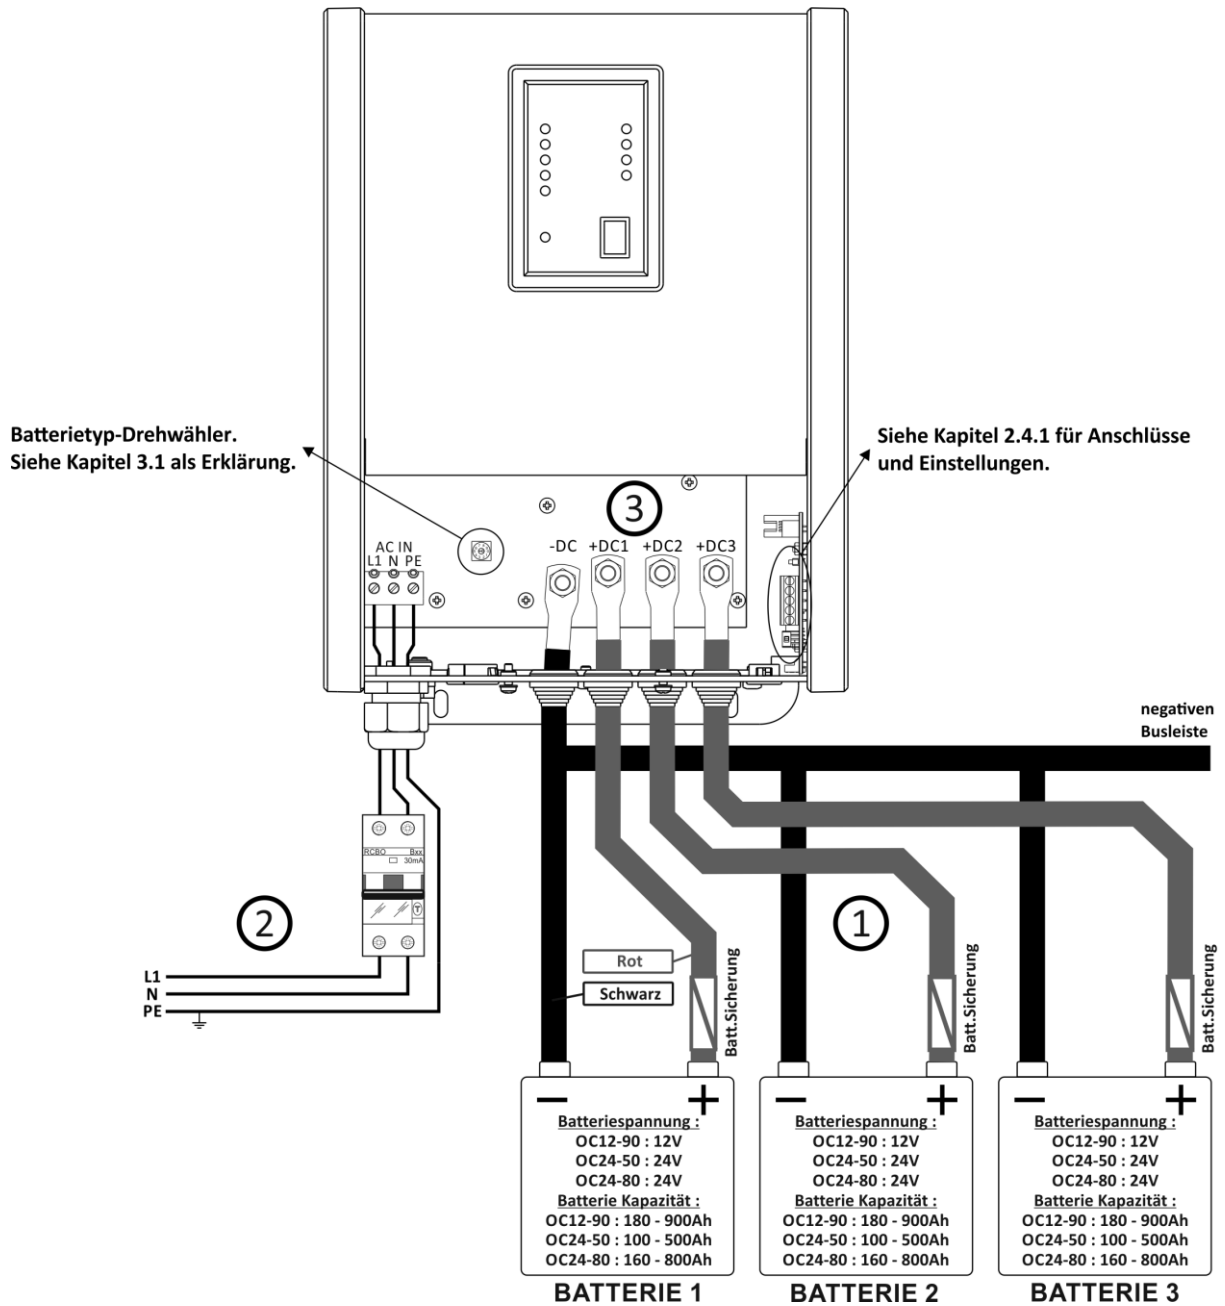 Batterietyp-Drehwähler.
Siehe Kapitel 3.1 als Erklärung.
Siehe Kapitel 2.4.1 für Anschlüsse
und Einstellungen.
3
AC IN
L1 N PE
-DC +DC1 +DC2 +DC3
negativen
Busleiste
RCBO Bxx
30mA
T
2
1
L1
N
PE
Rot
Schwarz
Batt.Sicherung
Batt.Sicherung
Batt.Sicherung
− +
Batteriespannung :
OC12-90 : 12V
OC24-50 : 24V
OC24-80 : 24V
Batterie Kapazität :
OC12-90 : 180 - 900Ah
OC24-50 : 100 - 500Ah
OC24-80 : 160 - 800Ah
BATTERIE 1
− +
Batteriespannung :
OC12-90 : 12V
OC24-50 : 24V
OC24-80 : 24V
Batterie Kapazität :
OC12-90 : 180 - 900Ah
OC24-50 : 100 - 500Ah
OC24-80 : 160 - 800Ah
BATTERIE 2
− +
Batteriespannung :
OC12-90 : 12V
OC24-50 : 24V
OC24-80 : 24V
Batterie Kapazität :
OC12-90 : 180 - 900Ah
OC24-50 : 100 - 500Ah
OC24-80 : 160 - 800Ah
BATTERIE 3